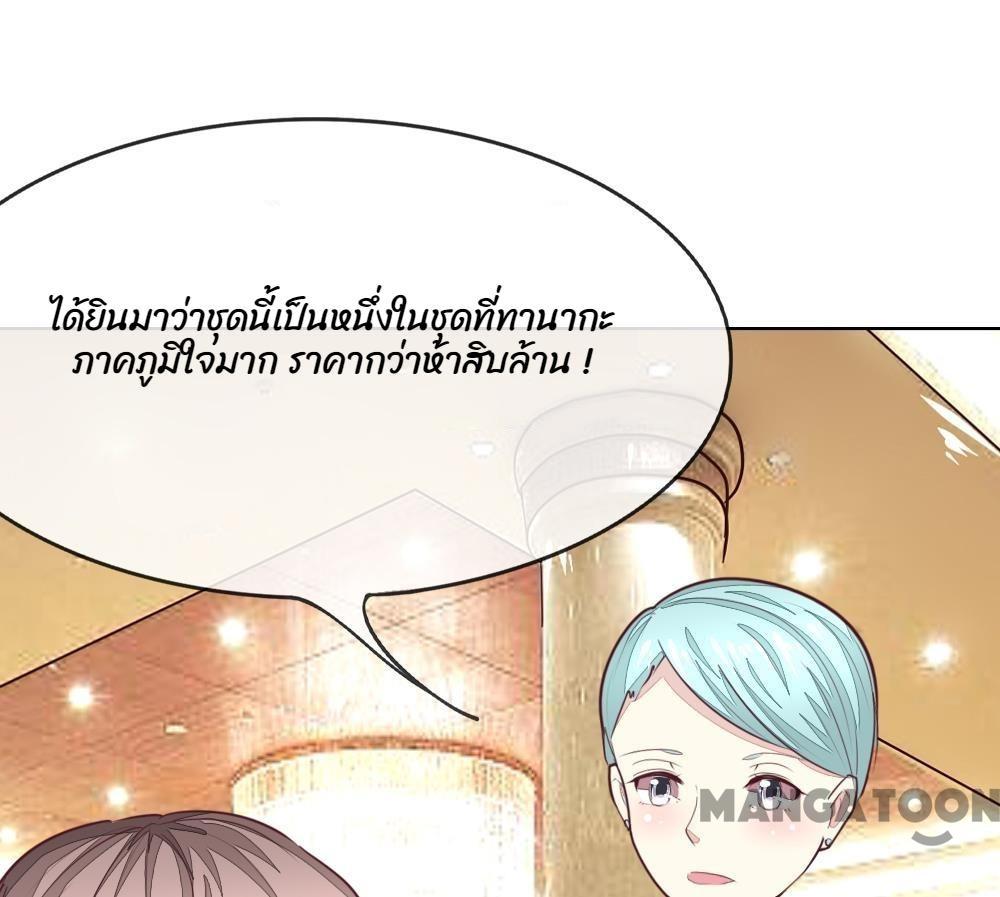 ได้ยินมาว่าชุดนี้เป็นหนึ่งในชุดที่ทานากะ
ภาคภูมิใจมาก ราคากว่าห้าสิบล้าน !
MANGATOON